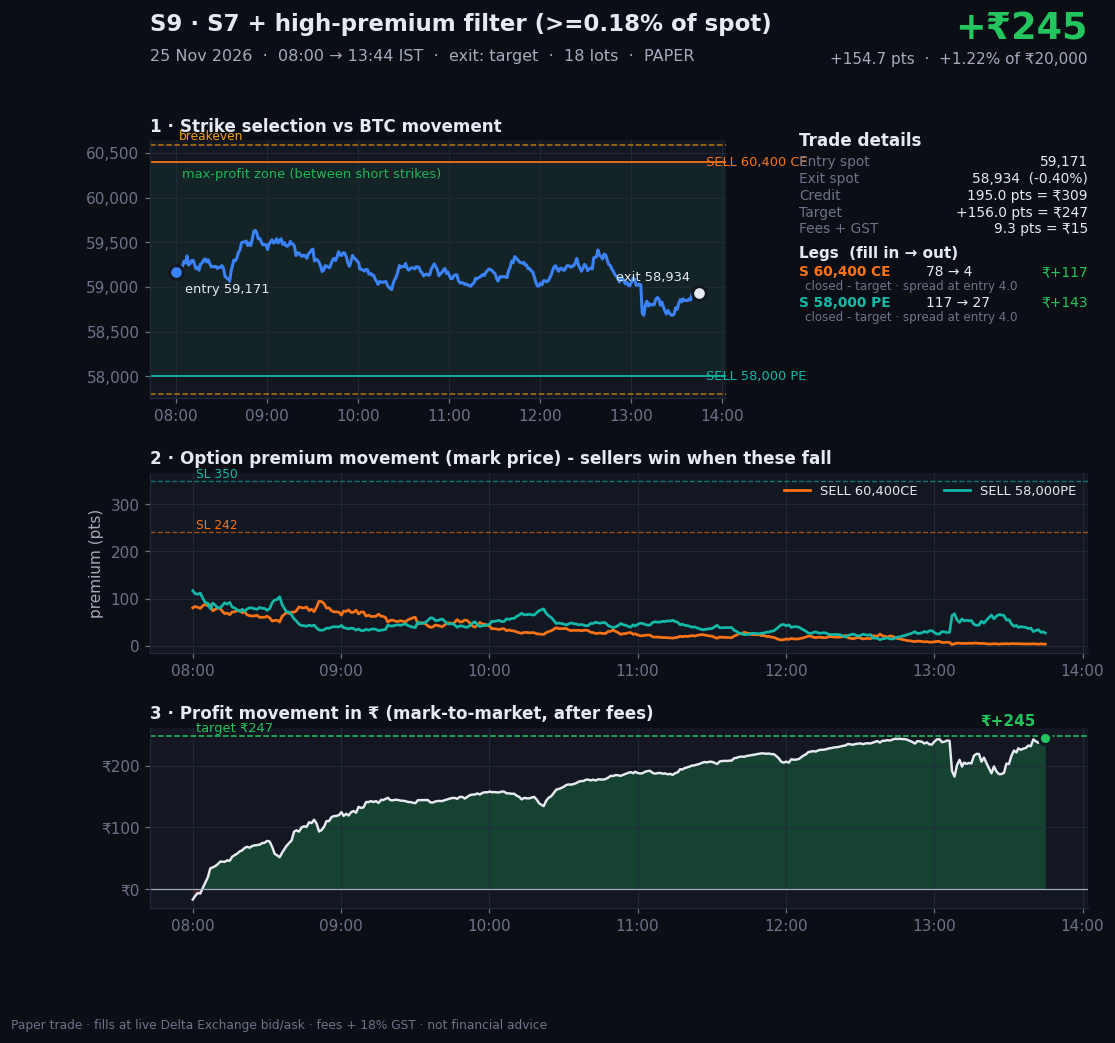 S9 · S7 + high-premium filter (>=0.18% of spot)
+₹245
25 Nov 2026 · 08:00 → 13:44 IST · exit: target · 18 lots · PAPER
+154.7 pts · +1.22% of ₹20,000
1 · Strike selection vs BTC movement
breakeven
60,500
60,000
59,500
59,000
58,500
58,000
SELL 60,400 CE
max-profit zone (between short strikes)
entry 59,171
exit 58,934
SELL 58,000 PE
08:00 09:00 10:00 11:00 12:00 13:00 14:00
Trade details
Entry spot 59,171
Exit spot 58,934 (-0.40%)
Credit 195.0 pts = ₹309
Target +156.0 pts = ₹247
Fees + GST 9.3 pts = ₹15
Legs (fill in → out)
S 60,400 CE 78 → 4 ₹+117
closed - target · spread at entry 4.0
S 58,000 PE 117 → 27 ₹+143
closed - target · spread at entry 4.0
2 · Option premium movement (mark price) - sellers win when these fall
SL 350
SELL 60,400CE SELL 58,000PE
SL 242
premium (pts)
300
200
100
0
08:00 09:00 10:00 11:00 12:00 13:00 14:00
3 · Profit movement in ₹ (mark-to-market, after fees)
target ₹247
₹+245
₹200
₹100
₹0
08:00 09:00 10:00 11:00 12:00 13:00 14:00
Paper trade · fills at live Delta Exchange bid/ask · fees + 18% GST · not financial advice